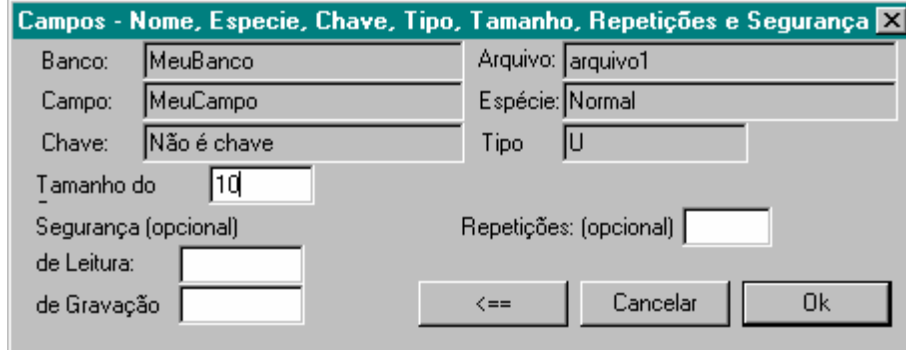 Campos - Nome, Especie, Chave, Tipo, Tamanho, Repetições e Segurança
Banco: MeuBanco Arquivo: arquivo1
Campo: MeuCampo Espécie: Normal
Chave: Não é chave Tipo U
Tamanho do 10
Segurança (opcional) Repetições: (opcional)
de Leitura:
de Gravação <== Cancelar Ok